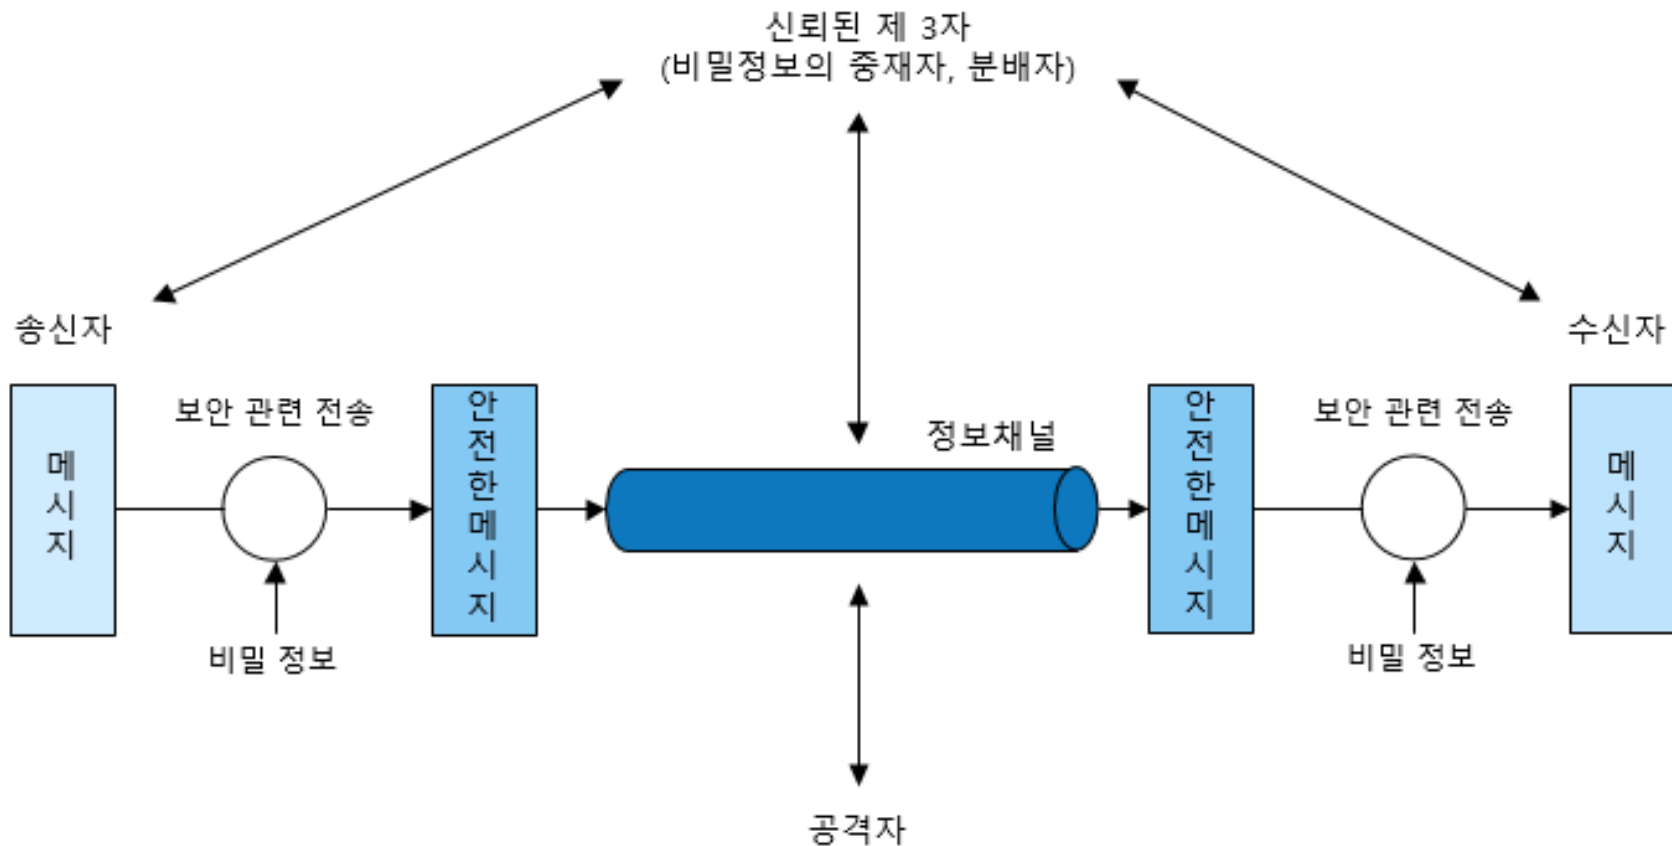 신뢰된 제 3자
(비밀정보의 중재자, 분배자)
송신자
수신자
보안 관련 전송
정보채널
보안 관련 전송
메시지
안전한메시지
안전한메시지
메시지
비밀 정보
비밀 정보
공격자